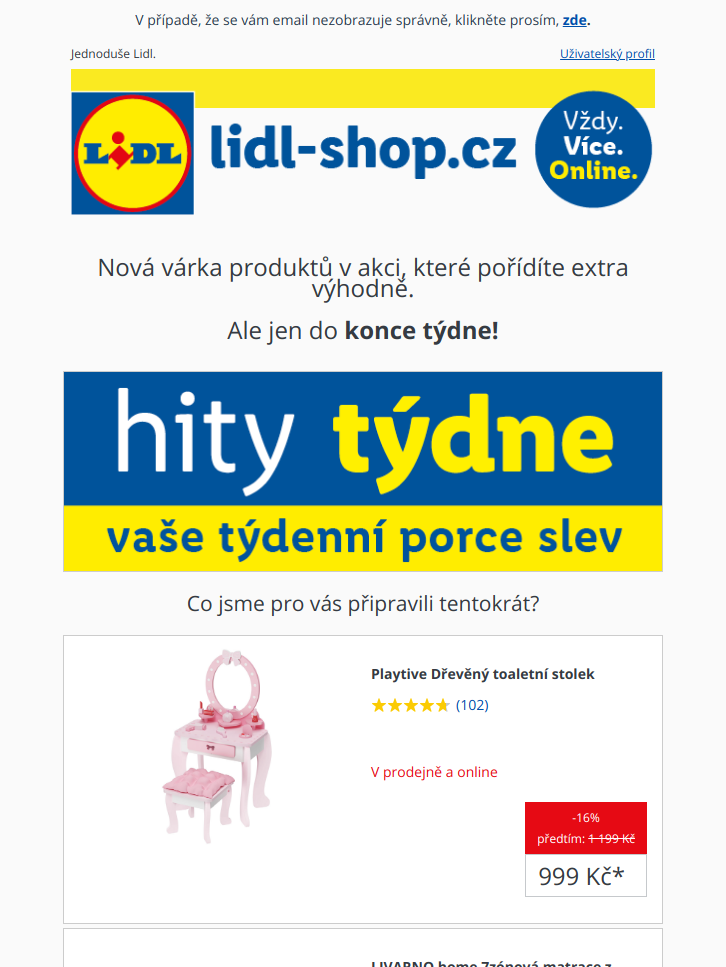 V případě, že se vám email nezobrazuje správně, klikněte prosím, zde.
Jednoduše Lidl.
Uživatelský profil
LIDL
lidl-shop.cz
Vždy.
Více.
Online.
Nová várka produktů v akci, které pořídíte extra
výhodně.
Ale jen do konce týdne!
hity týdne
vaše týdenní porce slev
Co jsme pro vás připravili tentokrát?
Playtive Dřevěný toaletní stolek
(102)
V prodejně a online
-16%
předtím: 1 199 Kč
999 Kč*
LIVARNO home 7zónová matrace z